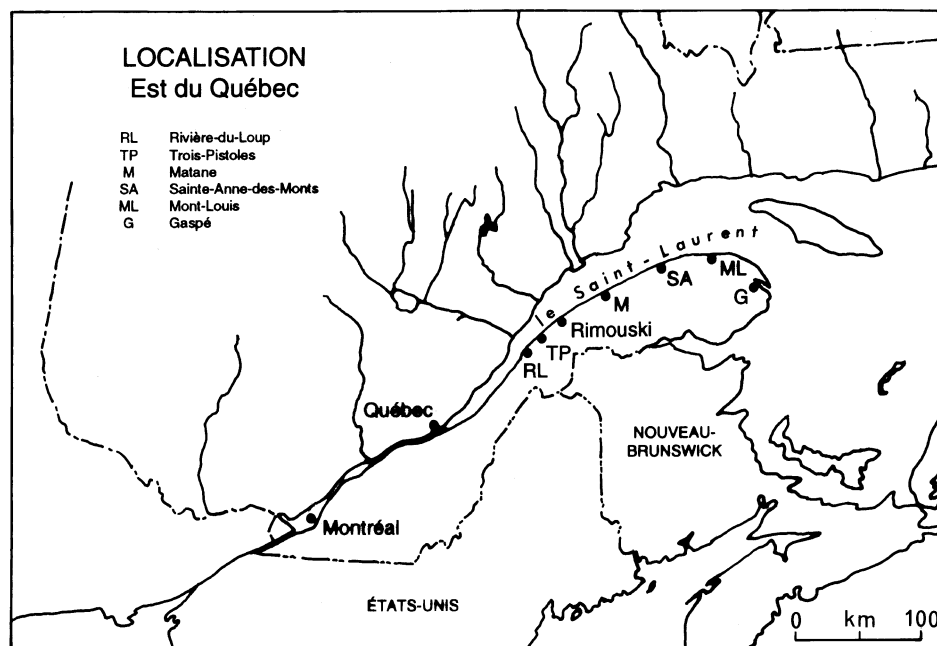 LOCALISATION
Est du Québec
RL Rivière-du-Loup
TP Trois-Pistoles
M Matane
SA Sainte-Anne-des-Monts
ML Mont-Louis
G Gaspé
le Saint-Laurent
ML
SA
G
M
Rimouski
TP
RL
Québec
NOUVEAU-
BRUNSWICK
Montréal
ÉTATS-UNIS
0 km 100